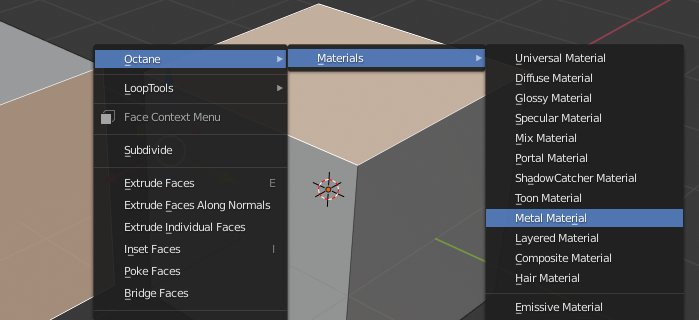 Octane
LoopTools
Face Context Menu
Subdivide
Extrude Faces E
Extrude Faces Along Normals
Extrude Individual Faces
Inset Faces I
Poke Faces
Bridge Faces
Materials
Universal Material
Diffuse Material
Glossy Material
Specular Material
Mix Material
Portal Material
ShadowCatcher Material
Toon Material
Metal Material
Layered Material
Composite Material
Hair Material
Emissive Material